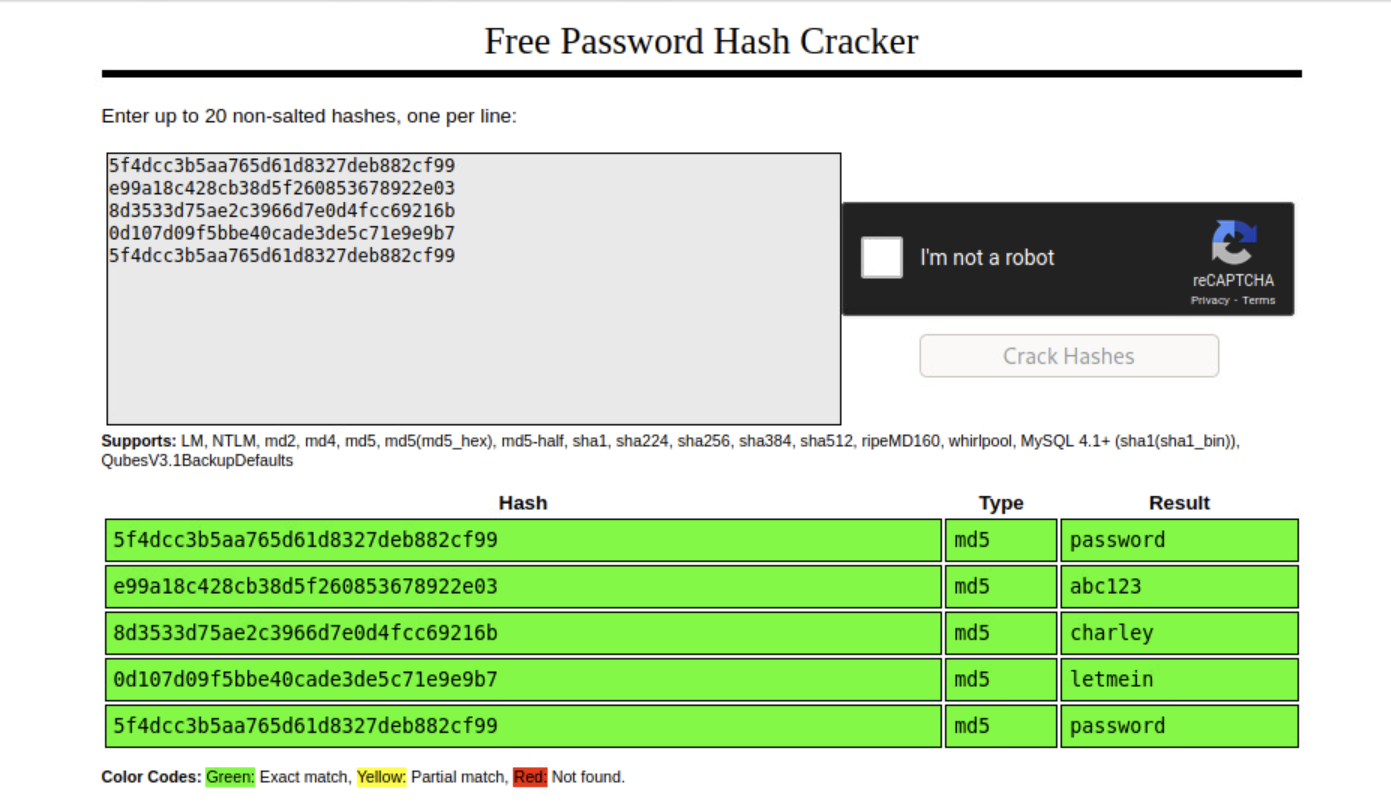 Free Password Hash Cracker
Enter up to 20 non-salted hashes, one per line:
5f4dcc3b5aa765d61d8327deb882cf99
e99a18c428cb38d5f260853678922e03
8d3533d75ae2c3966d7e0d4fcc69216b
0d107d09f5bbe40cade3de5c71e9e9b7
5f4dcc3b5aa765d61d8327deb882cf99
I'm not a robot
reCAPTCHA
Privacy - Terms
Crack Hashes
Supports: LM, NTLM, md2, md4, md5, md5(md5_hex), md5-half, sha1, sha224, sha256, sha384, sha512, ripeMD160, whirlpool, MySQL 4.1+ (sha1(sha1_bin)),
QubesV3.1BackupDefaults
Hash Type Result
5f4dcc3b5aa765d61d8327deb882cf99 md5 password
e99a18c428cb38d5f260853678922e03 md5 abc123
8d3533d75ae2c3966d7e0d4fcc69216b md5 charley
0d107d09f5bbe40cade3de5c71e9e9b7 md5 letmein
5f4dcc3b5aa765d61d8327deb882cf99 md5 password
Color Codes: Green: Exact match, Yellow: Partial match, Red: Not found.